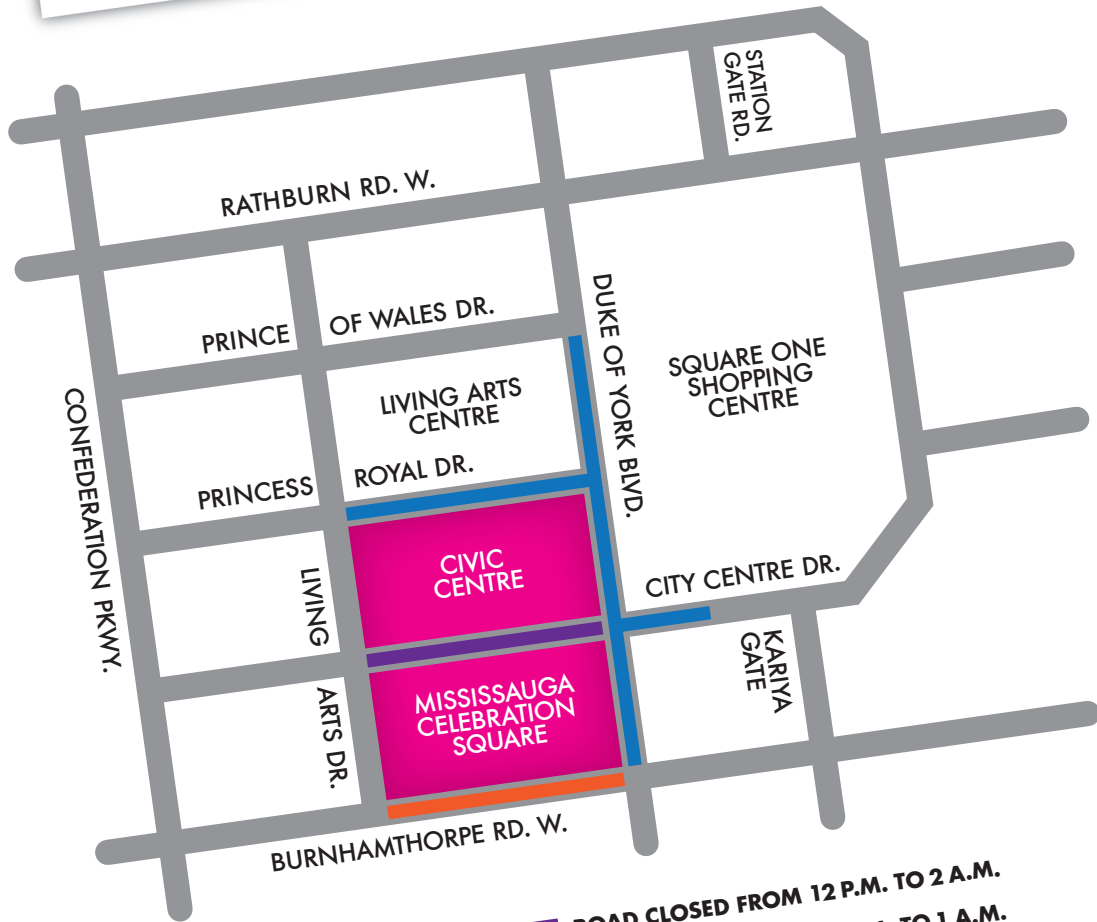 STATION
GATE RD.
RATHBURN RD. W.
PRINCE OF WALES DR.
DUKE OF YORK BLVD.
SQUARE ONE
SHOPPING
CENTRE
CONFEDERATION PKWY.
LIVING ARTS
CENTRE
PRINCESS ROYAL DR.
CIVIC
CENTRE
CITY CENTRE DR.
LIVING ARTS DR.
KARIYA
GATE
MISSISSAUGA
CELEBRATION
SQUARE
BURNHAMTHORPE RD. W.
ROAD CLOSED FROM 12 P.M. TO 2 A.M.
TO 1 A.M.